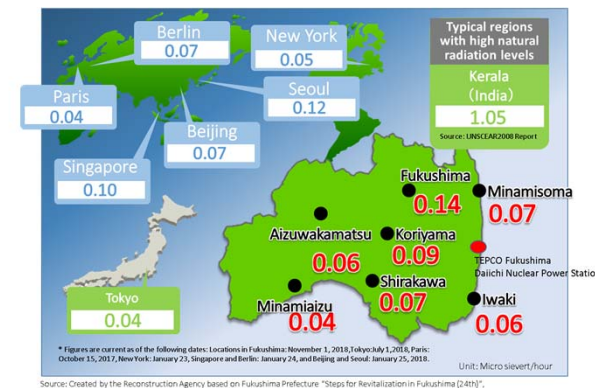 Berlin
0.07
New York
0.05
Typical regions
with high natural
radiation levels
Kerala
(India)
1.05
Source: UNSCEAR2008 Report
Paris
0.04
Seoul
0.12
Beijing
0.07
Singapore
0.10
Fukushima
0.14
Minamisoma
0.07
Aizuwakamatsu
0.06
Koriyama
0.09
TEPCO Fukushima
Daiichi Nuclear Power Statio
Shirakawa
0.07
Minamiaizu
0.04
Iwaki
0.06
Tokyo
0.04
* Figures are current as of the following dates: Locations in Fukushima: November 1, 2018,Tokyo:July 1,2018, Paris:
October 15, 2017, New York: January 23, Singapore and Berlin: January 24, and Beijing and Seoul: January 25, 2018.
Unit: Micro sievert/hour
Source: Created by the Reconstruction Agency based on Fukushima Prefecture "Steps for Revitalization in Fukushima (24th)",